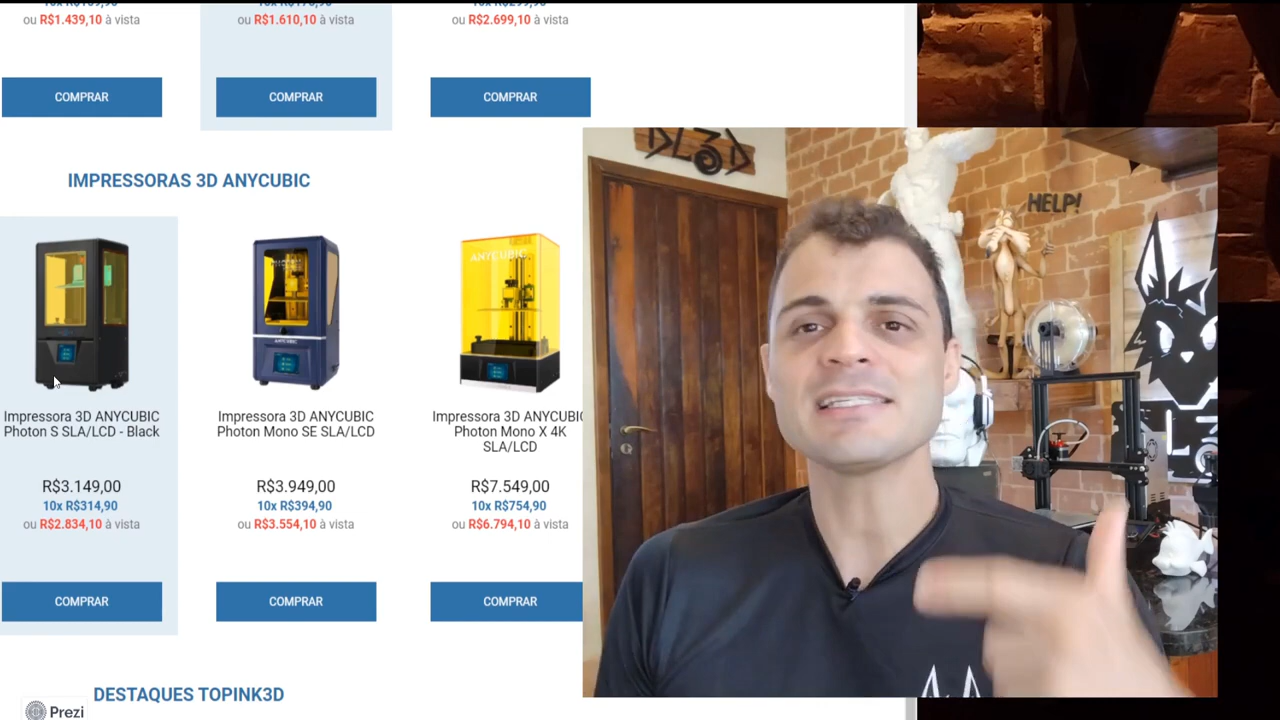 ou R$1.439,10 à vista
ou R$1.610,10 à vista
ou R$2.699,10 à vista
COMPRAR
COMPRAR
COMPRAR
IMPRESSORAS 3D ANYCUBIC
ANYCUBIC
ANYCUBIC
Impressora 3D ANYCUBIC
Photon S SLA/LCD - Black
R$3.149,00
10x R$314,90
ou R$2.834,10 à vista
COMPRAR
Impressora 3D ANYCUBIC
Photon Mono SE SLA/LCD
R$3.949,00
10x R$394,90
ou R$3.554,10 à vista
COMPRAR
Impressora 3D ANYCUBIC
Photon Mono X 4K
SLA/LCD
R$7.549,00
10x R$754,90
ou R$6.794,10 à vista
COMPRAR
DESTAQUES TOPINK3D
Prezi
DL3D
HELP!